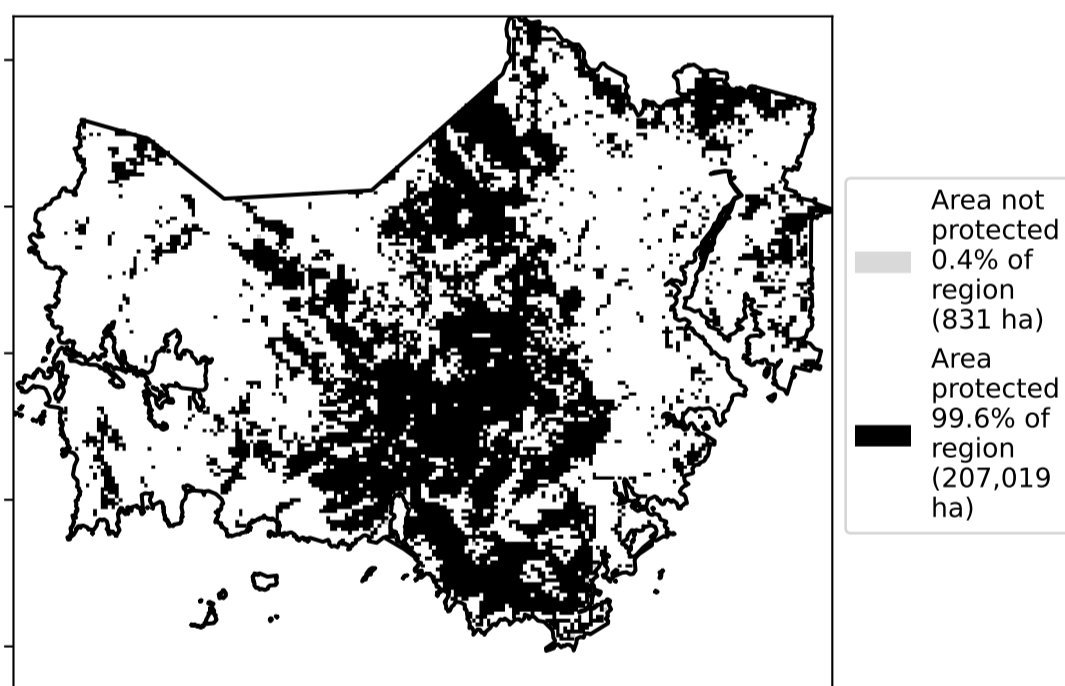 Area not
protected
0.4% of
region
(831 ha)
Area
protected
99.6% of
region
(207,019
ha)